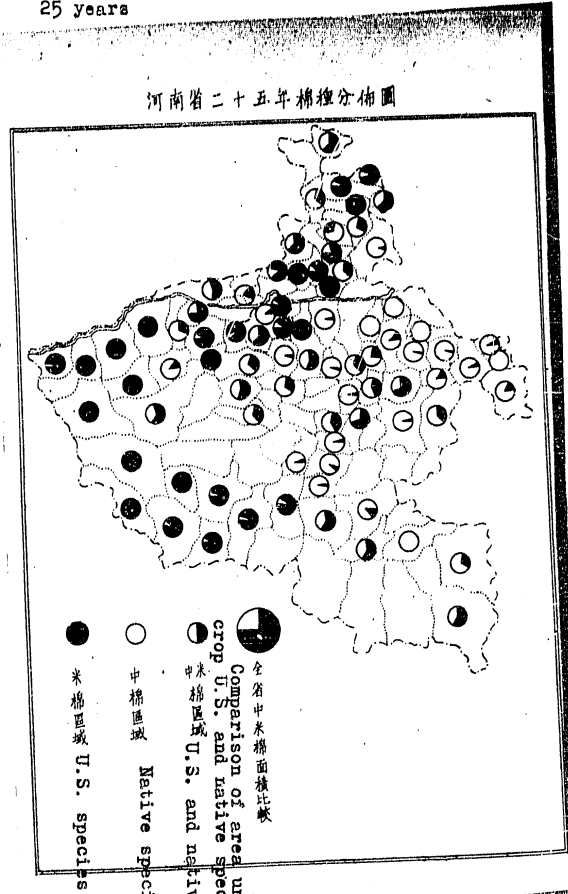 25 years
河南省二十五年棉種分佈圖
全省中米棉面積比較
Comparison of area un
crop U.S. and native spec
中米棉區域 U.S. and nativ
中棉區域 Native speci
米棉區域 U.S. species